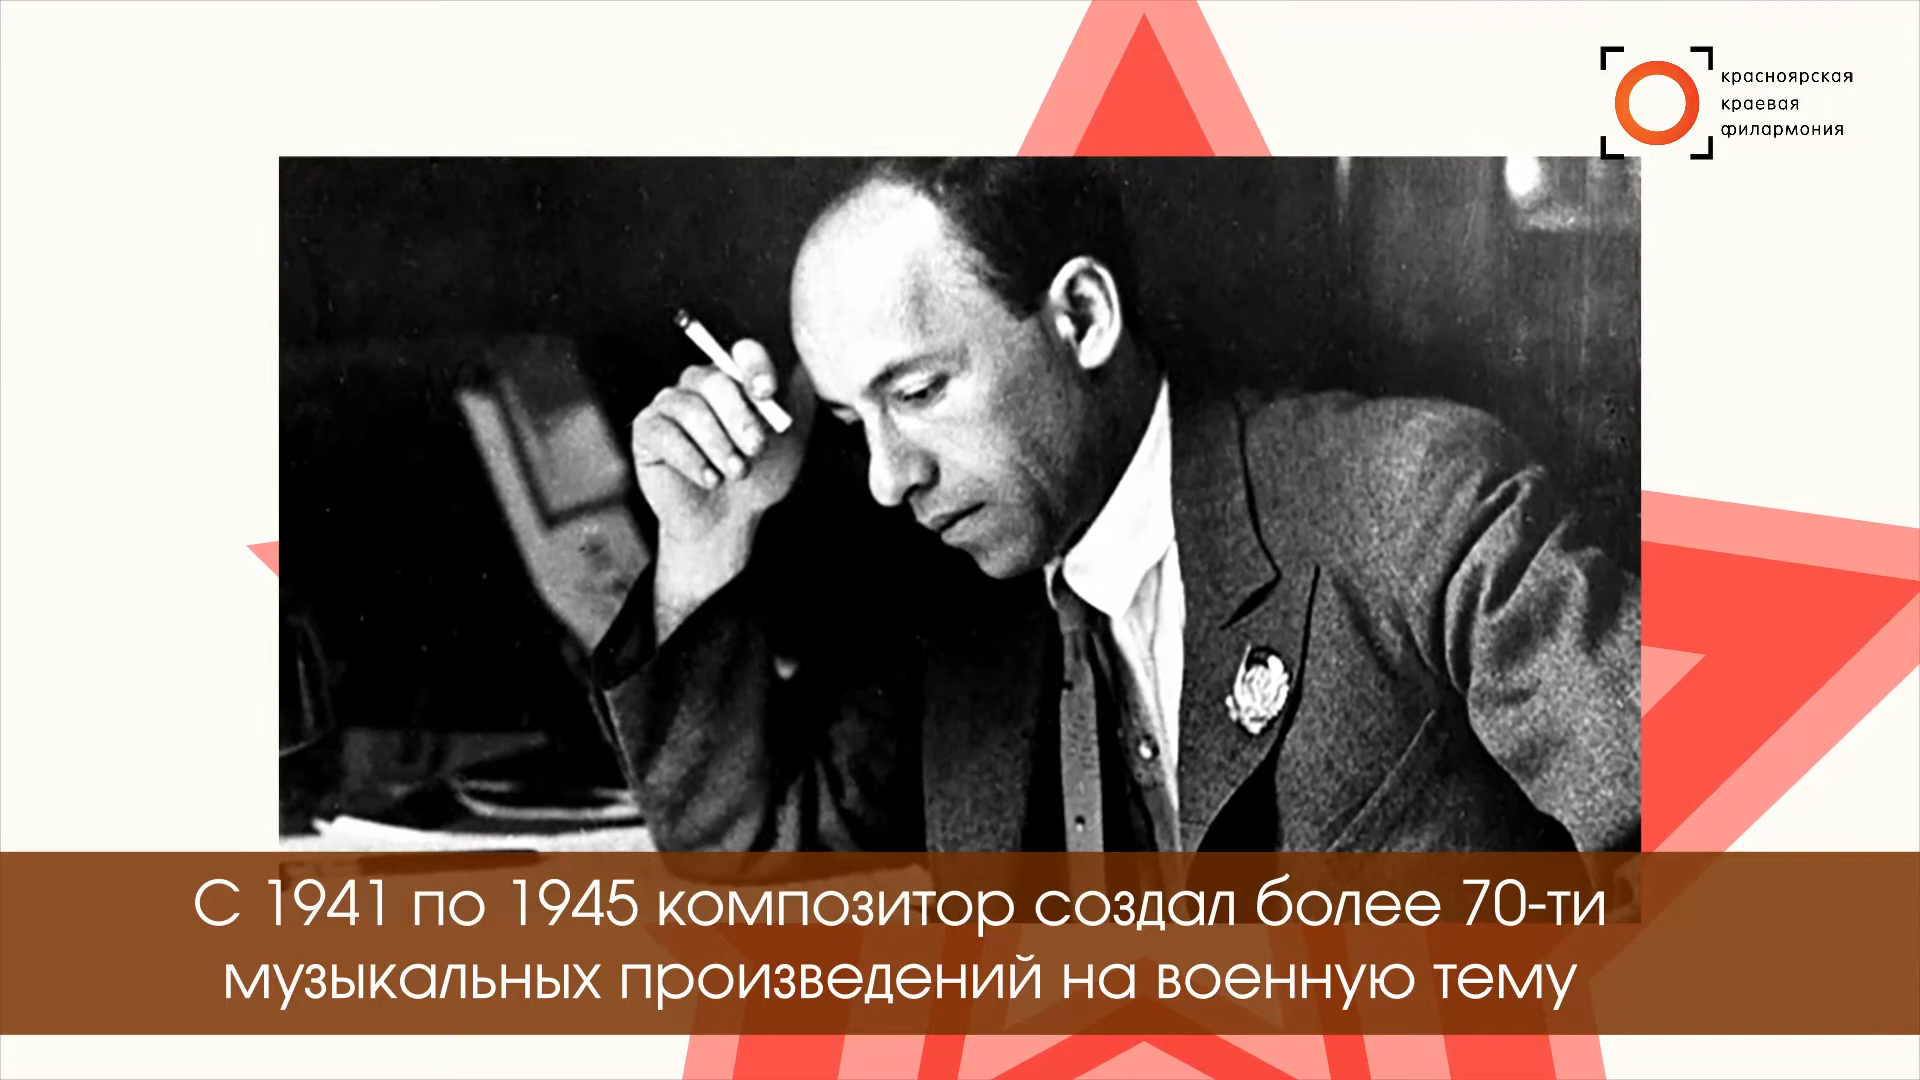 красноярская
краевая
филармония
С 1941 по 1945 композитор создал более 70-ти
музыкальных произведений на военную тему